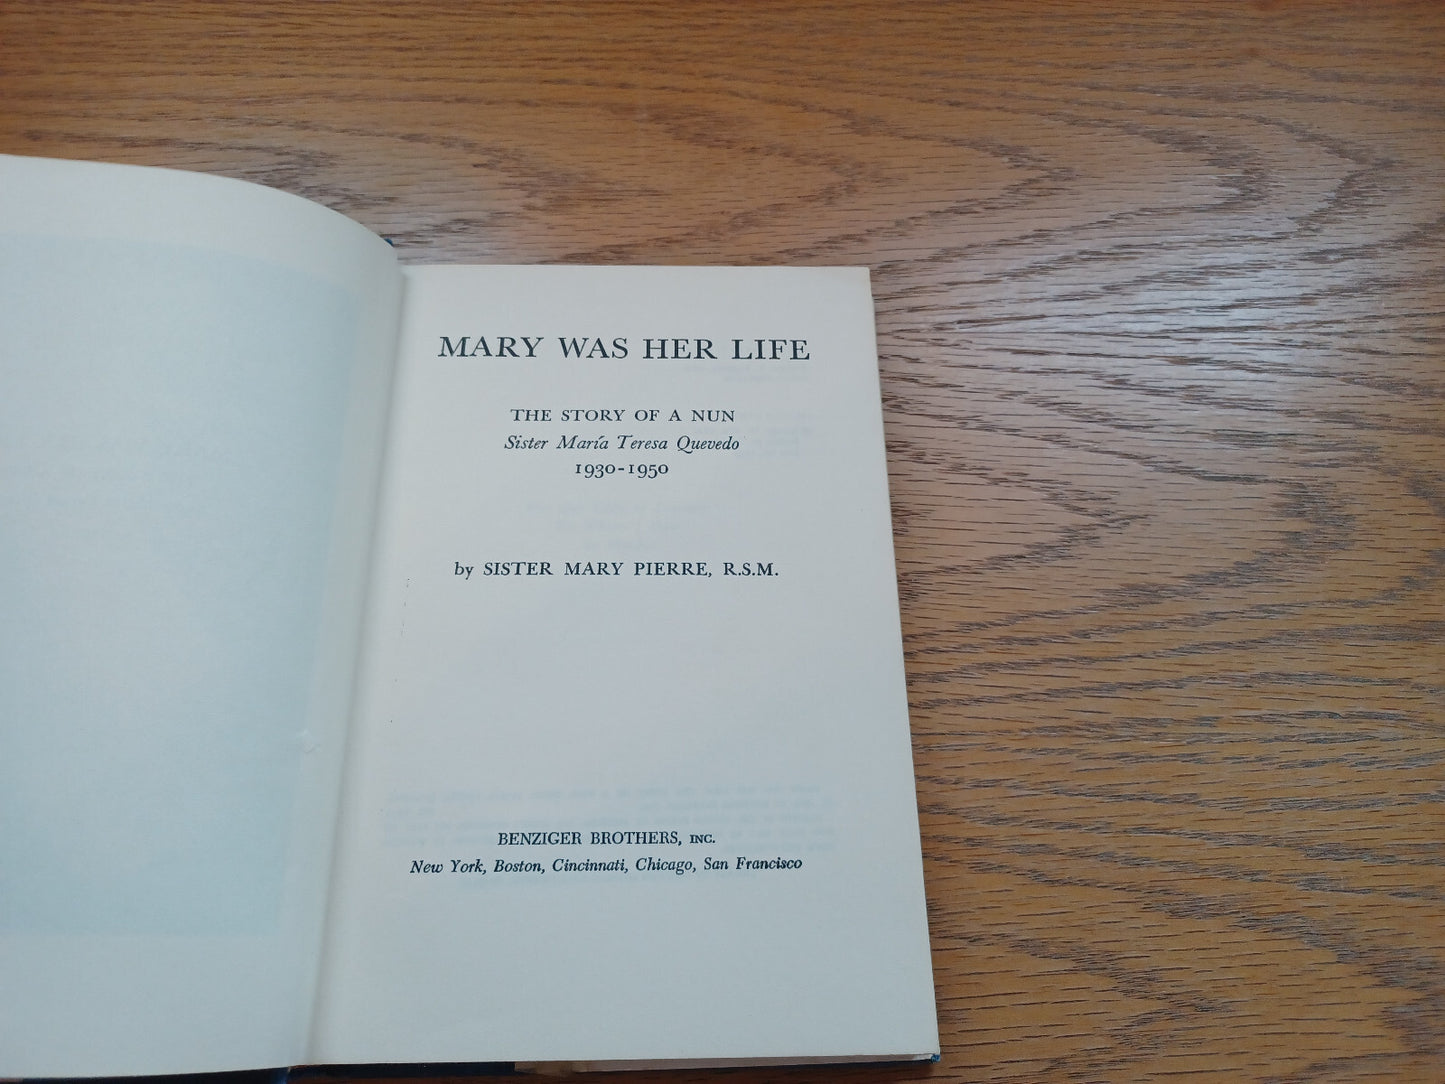 MARY WAS HER LIFE
THE STORY OF A NUN
Sister María Teresa Quevedo
1930-1950
by SISTER MARY PIERRE, R.S.M.
BENZIGER BROTHERS, INC.
New York, Boston, Cincinnati, Chicago, San Francisco